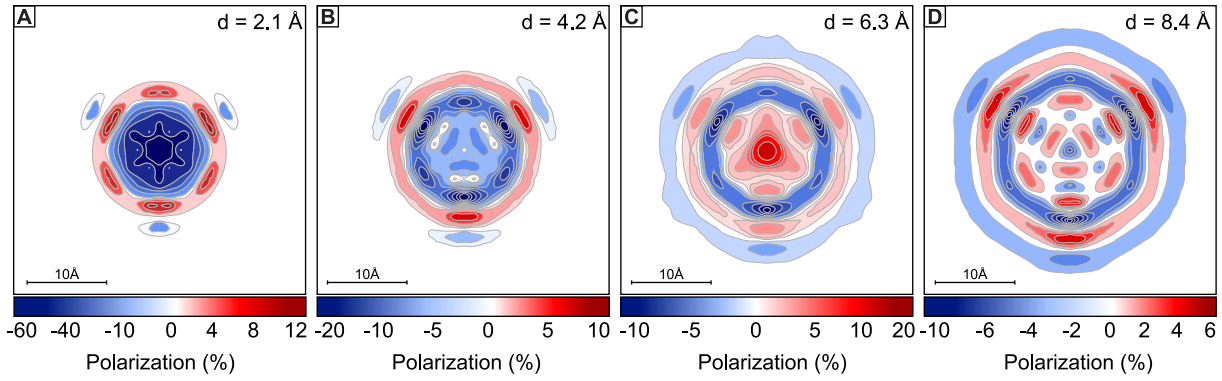 A d = 2.1 Å
B d = 4.2 Å
C d = 6.3 Å
D d = 8.4 Å
10Å
10Å
10Å
10Å
-60 -40 -10 0 4 8 12
-20 -10 -5 0 5 10
-10 -5 0 5 10 20
-10 -6 -4 -2 0 2 4 6
Polarization (%)
Polarization (%)
Polarization (%)
Polarization (%)